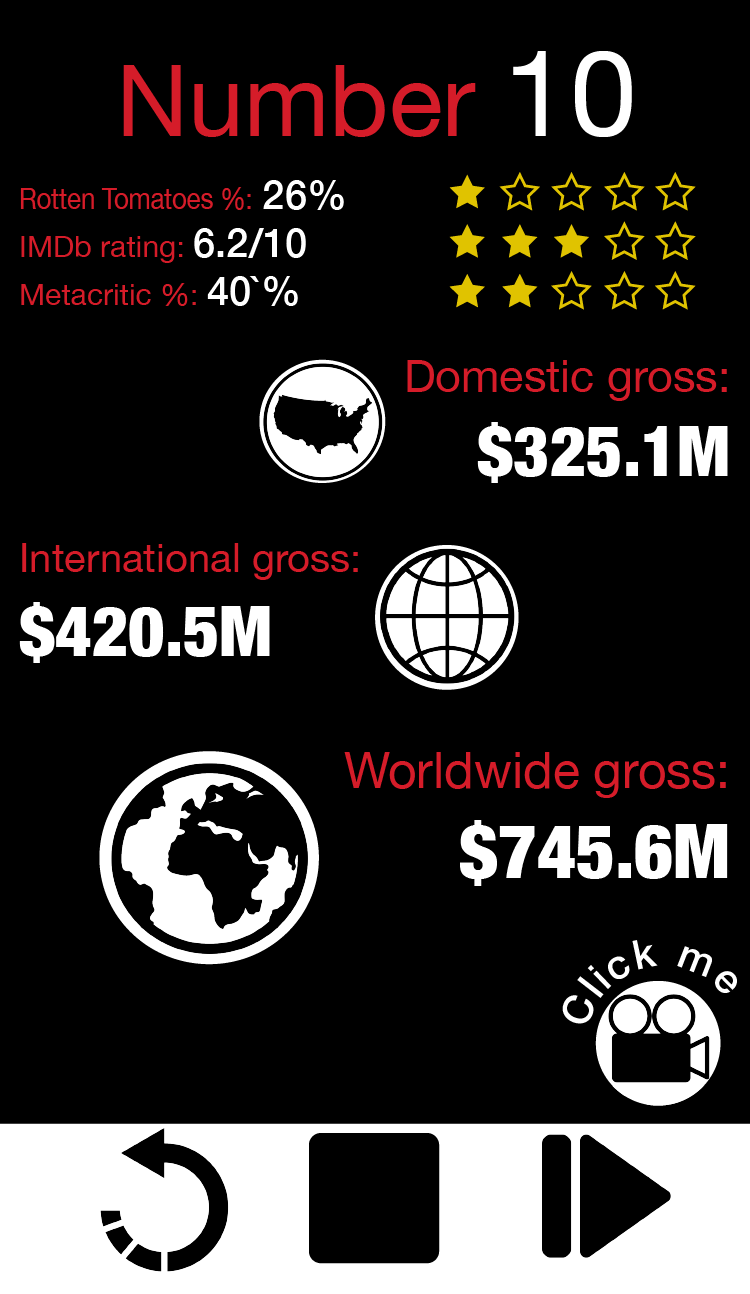 Number 10
Rotten Tomatoes %: 26%
IMDb rating: 6.2/10
Metacritic %: 40`%
Domestic gross:
$325.1M
International gross:
$420.5M
Worldwide gross:
$745.6M
Click me